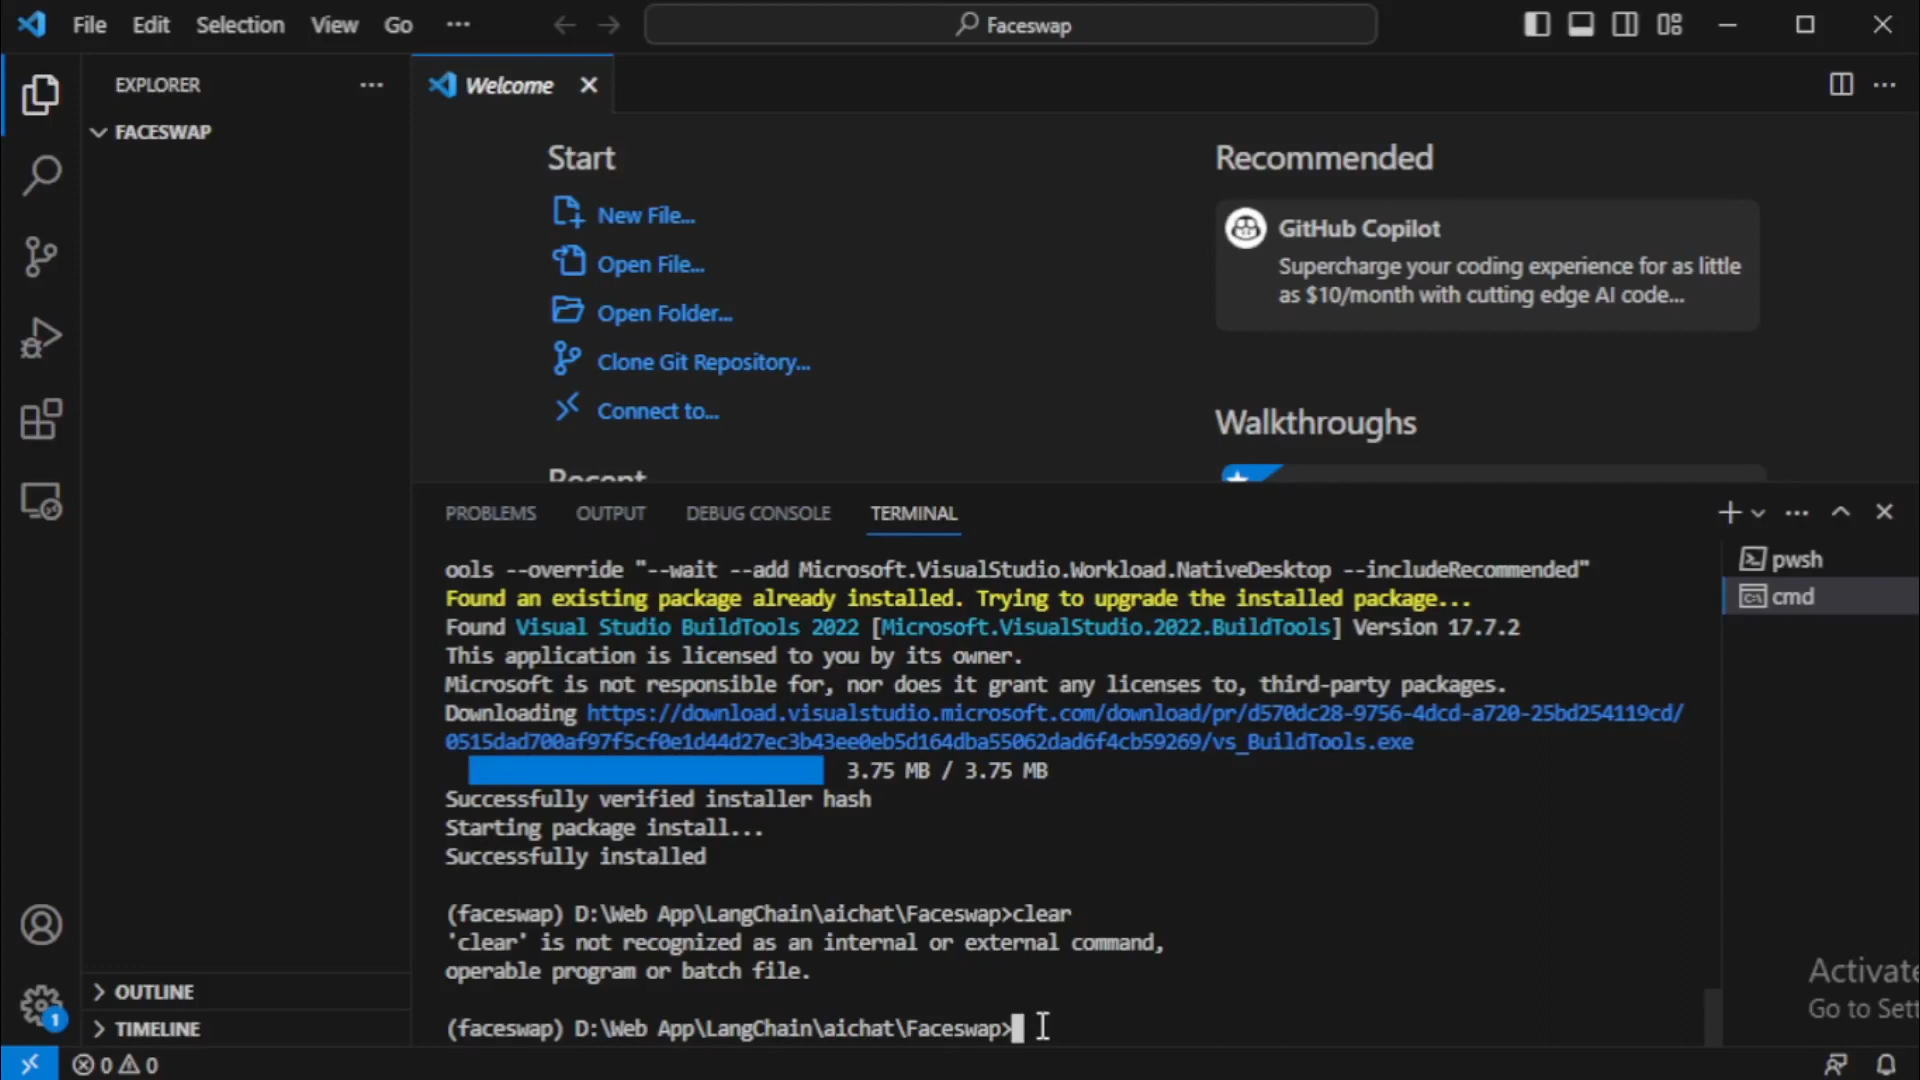 File Edit Selection View Go ···
Faceswap
EXPLORER ···
FACESWAP
Welcome
Start
New File...
Open File...
Open Folder...
Clone Git Repository...
Connect to...
Recent
Recommended
GitHub Copilot
Supercharge your coding experience for as little
as $10/month with cutting edge AI code...
Walkthroughs
PROBLEMS OUTPUT DEBUG CONSOLE TERMINAL
pwsh
cmd
ools --override "--wait --add Microsoft.VisualStudio.Workload.NativeDesktop --includeRecommended"
Found an existing package already installed. Trying to upgrade the installed package...
Found Visual Studio BuildTools 2022 [Microsoft.VisualStudio.2022.BuildTools] Version 17.7.2
This application is licensed to you by its owner.
Microsoft is not responsible for, nor does it grant any licenses to, third-party packages.
Downloading https://download.visualstudio.microsoft.com/download/pr/d570dc28-9756-4dcd-a720-25bd254119cd/
0515dad700af97f5cf0e1d44d27ec3b43ee0eb5d164dba55062dad6f4cb59269/vs_BuildTools.exe
3.75 MB / 3.75 MB
Successfully verified installer hash
Starting package install...
Successfully installed
(faceswap) D:\Web App\LangChain\aichat\Faceswap>clear
'clear' is not recognized as an internal or external command,
operable program or batch file.
(faceswap) D:\Web App\LangChain\aichat\Faceswap>
Activate
Go to Sett
OUTLINE
TIMELINE
1
0 0